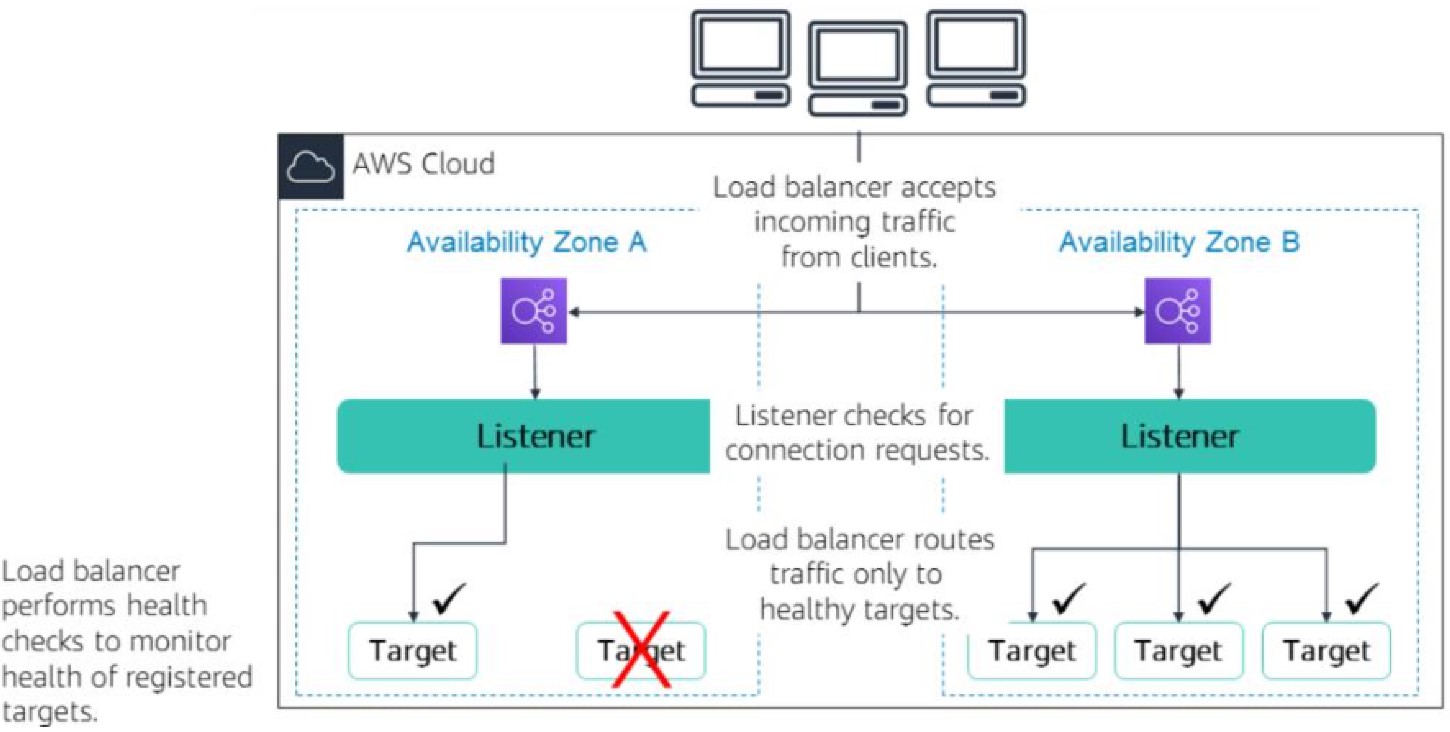 AWS Cloud
Load balancer accepts
incoming traffic
from clients.
Availability Zone A
Availability Zone B
Listener
Listener checks for
connection requests.
Listener
Load balancer routes
traffic only to
healthy targets.
Load balancer
performs health
checks to monitor
health of registered
targets.
Target
Target
Target
Target
Target